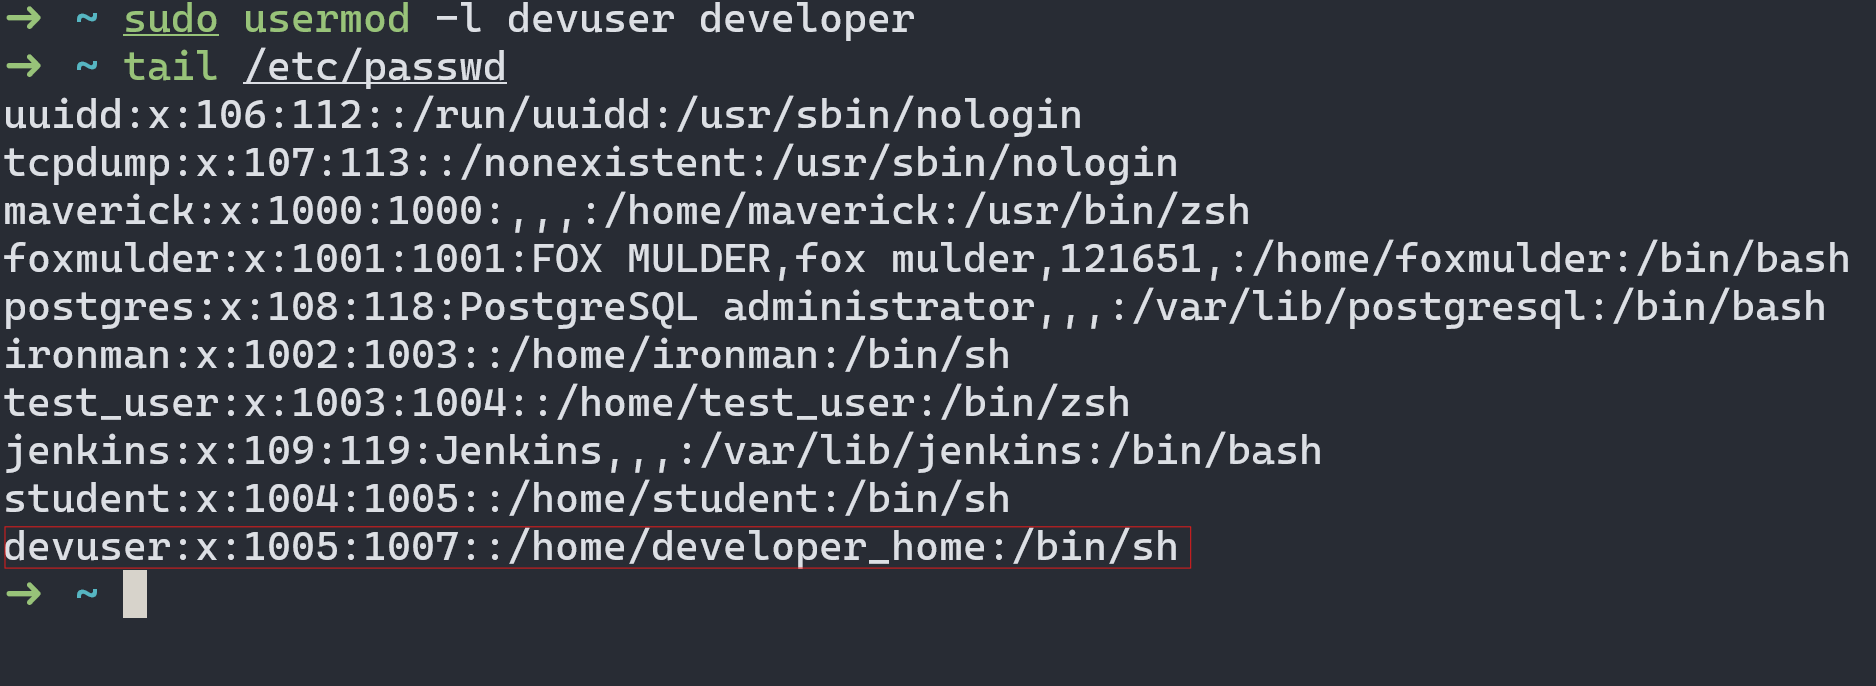 → ~ sudo usermod -l devuser developer
→ ~ tail /etc/passwd
uuidd:x:106:112::/run/uuidd:/usr/sbin/nologin
tcpdump:x:107:113::/nonexistent:/usr/sbin/nologin
maverick:x:1000:1000:,,,:/home/maverick:/usr/bin/zsh
foxmulder:x:1001:1001:FOX MULDER,fox mulder,121651,:/home/foxmulder:/bin/bash
postgres:x:108:118:PostgreSQL administrator,,,:/var/lib/postgresql:/bin/bash
ironman:x:1002:1003::/home/ironman:/bin/sh
test_user:x:1003:1004::/home/test_user:/bin/zsh
jenkins:x:109:119:Jenkins,,,:/var/lib/jenkins:/bin/bash
student:x:1004:1005::/home/student:/bin/sh
devuser:x:1005:1007::/home/developer_home:/bin/sh
→ ~